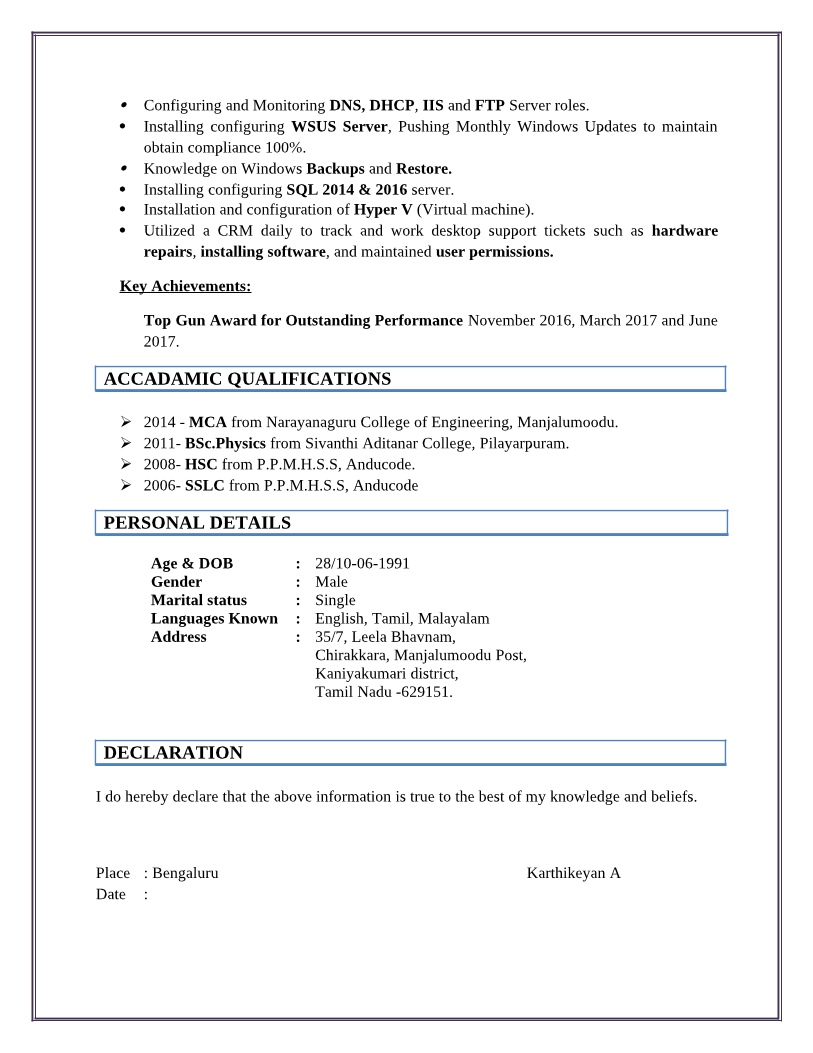 • Configuring and Monitoring DNS, DHCP, IIS and FTP Server roles.
• Installing configuring WSUS Server, Pushing Monthly Windows Updates to maintain
obtain compliance 100%.
• Knowledge on Windows Backups and Restore.
• Installing configuring SQL 2014 & 2016 server.
• Installation and configuration of Hyper V (Virtual machine).
• Utilized a CRM daily to track and work desktop support tickets such as hardware
repairs, installing software, and maintained user permissions.
Key Achievements:
Top Gun Award for Outstanding Performance November 2016, March 2017 and June
2017.
ACCADAMIC QUALIFICATIONS
➢ 2014 - MCA from Narayanaguru College of Engineering, Manjalumoodu.
➢ 2011- BSc.Physics from Sivanthi Aditanar College, Pilayarpuram.
➢ 2008- HSC from P.P.M.H.S.S, Anducode.
➢ 2006- SSLC from P.P.M.H.S.S, Anducode
PERSONAL DETAILS
Age & DOB : 28/10-06-1991
Gender : Male
Marital status : Single
Languages Known : English, Tamil, Malayalam
Address : 35/7, Leela Bhavnam,
Chirakkara, Manjalumoodu Post,
Kaniyakumari district,
Tamil Nadu -629151.
DECLARATION
I do hereby declare that the above information is true to the best of my knowledge and beliefs.
Place : Bengaluru Karthikeyan A
Date :